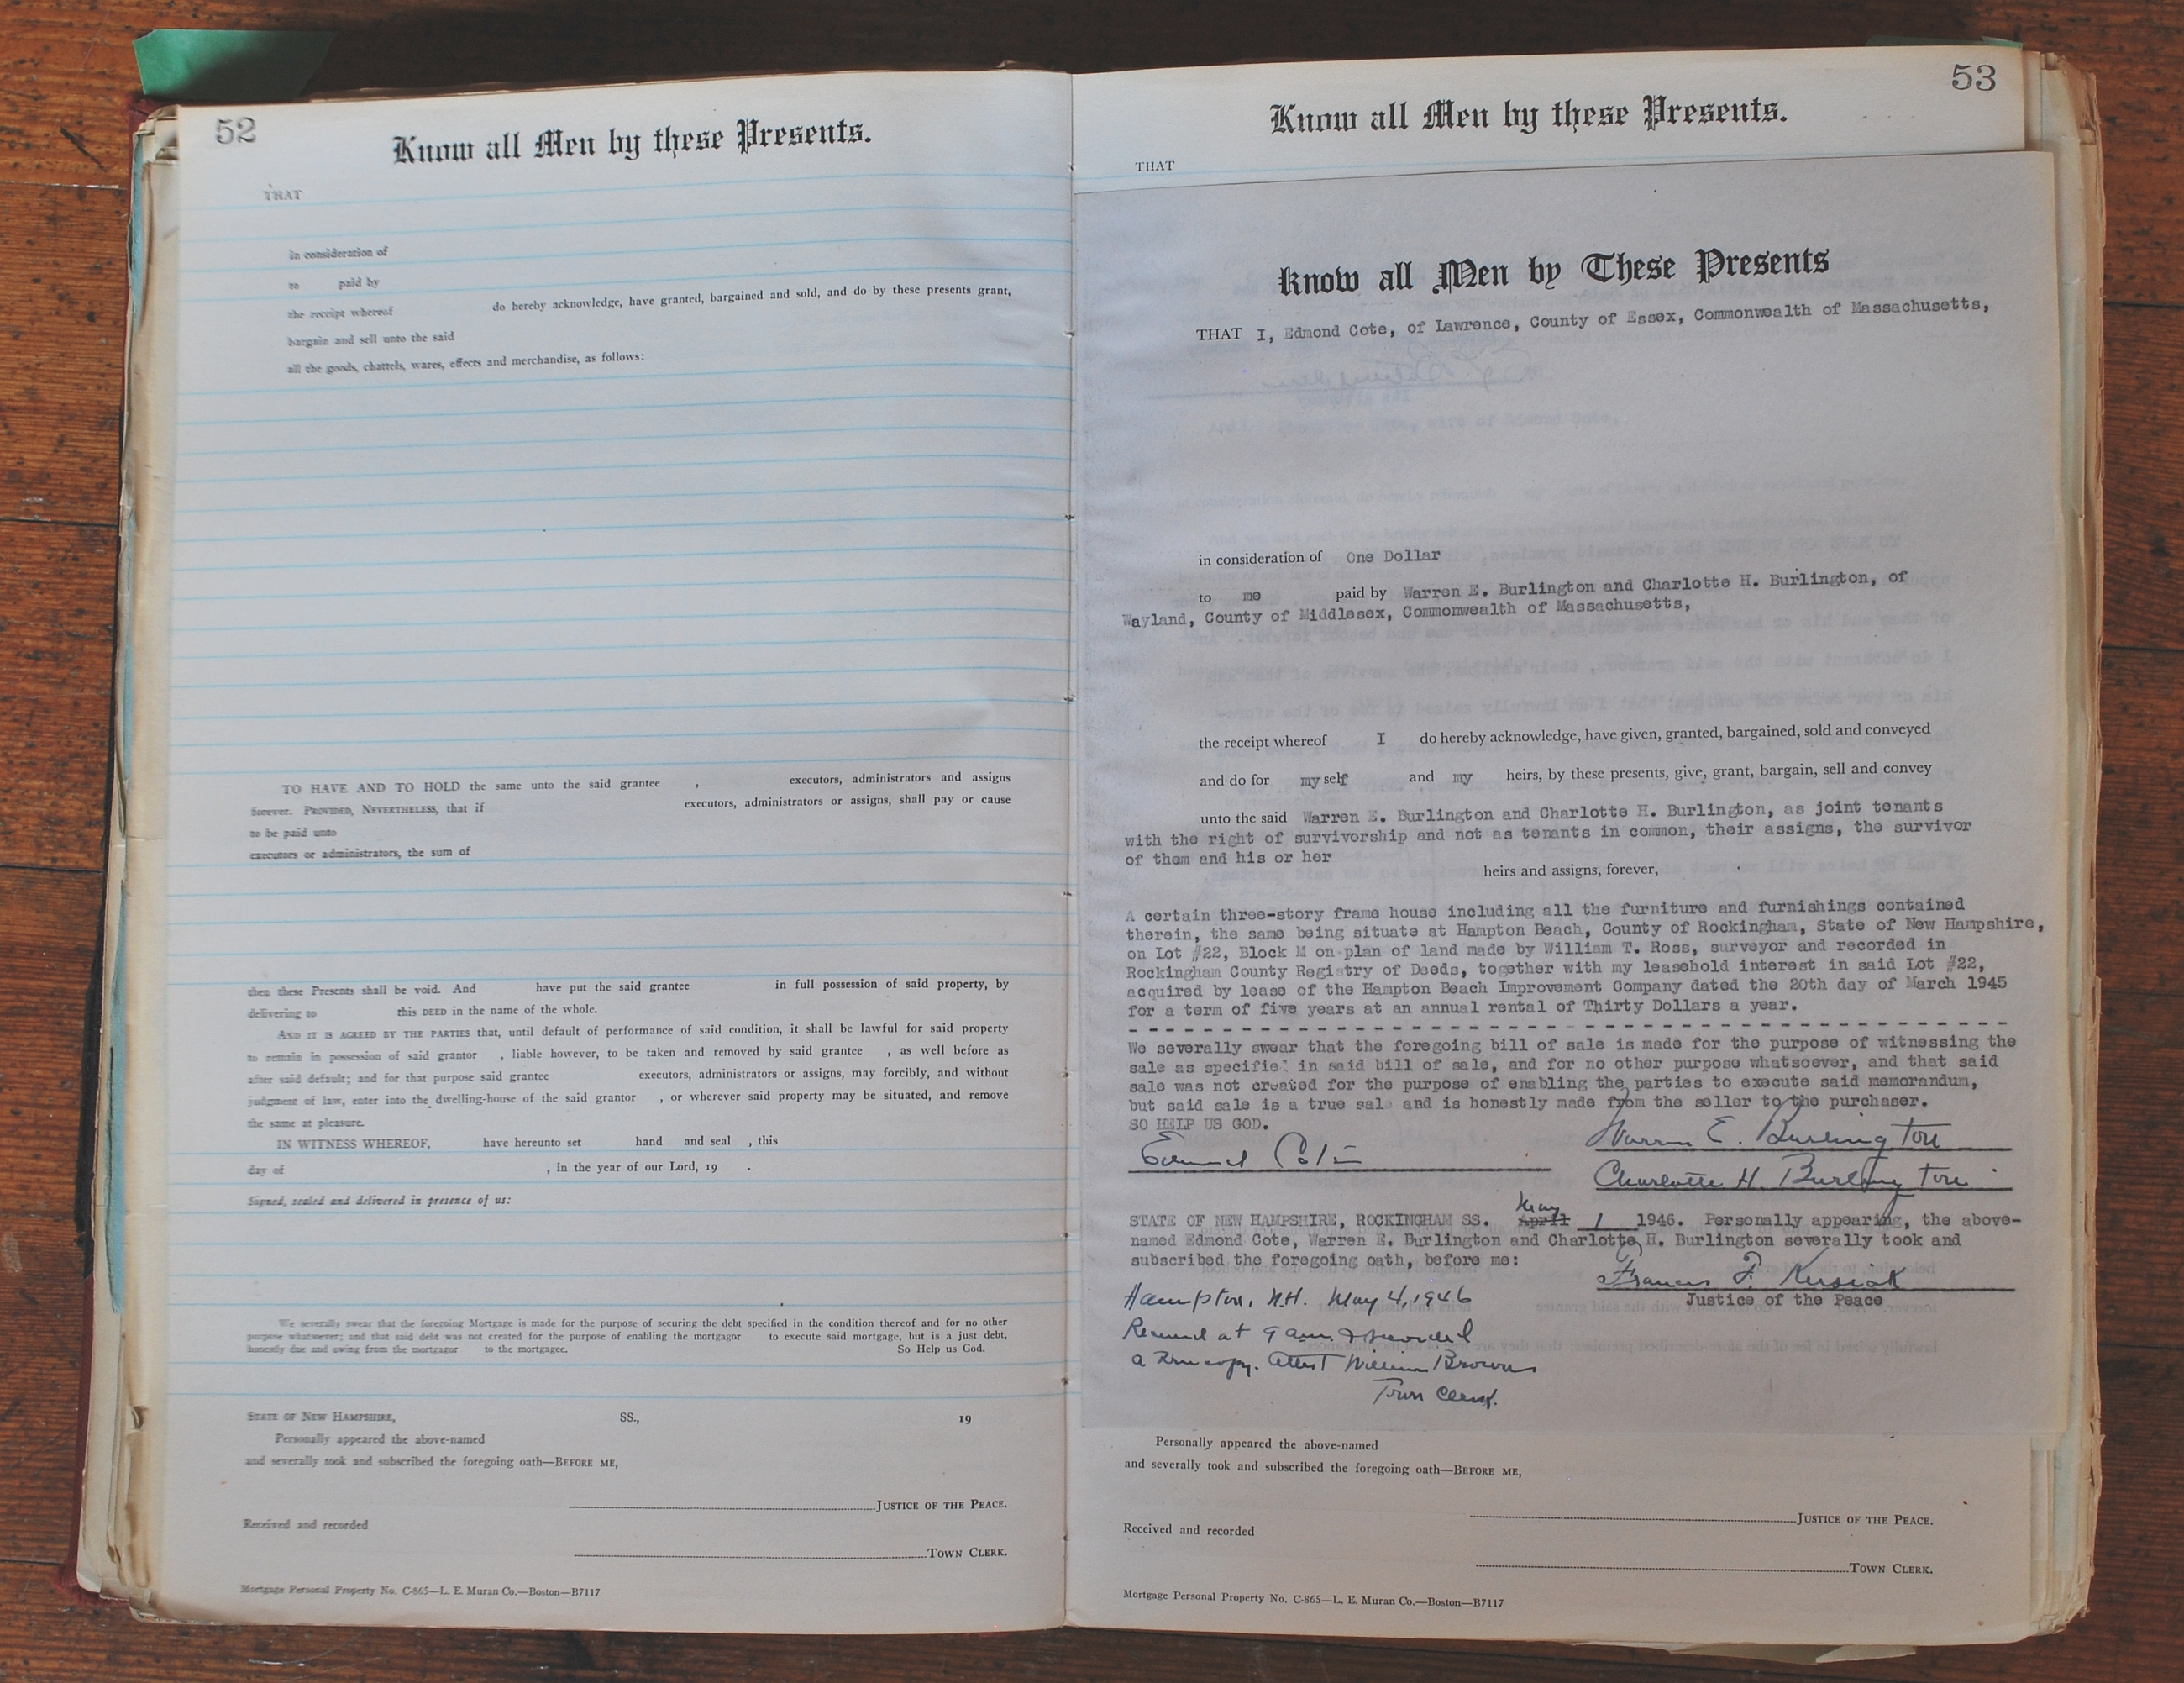 52
Know all Men by these Presents.
THAT
in consideration of
to paid by
the receipt whereof do hereby acknowledge, have granted, bargained and sold, and do by these presents grant,
bargain and sell unto the said
all the goods, chattels, wares, effects and merchandise, as follows:
TO HAVE AND TO HOLD the same unto the said grantee , executors, administrators and assigns
forever. PROVIDED, NEVERTHELESS, that if executors, administrators or assigns, shall pay or cause
to be paid unto
executors or administrators, the sum of
then these Presents shall be void. And have put the said grantee in full possession of said property, by
delivering to this DEED in the name of the whole.
AND IT IS AGREED BY THE PARTIES that, until default of performance of said condition, it shall be lawful for said property
to remain in possession of said grantor , liable however, to be taken and removed by said grantee , as well before as
after said default; and for that purpose said grantee executors, administrators or assigns, may forcibly, and without
judgment of law, enter into the dwelling-house of the said grantor , or wherever said property may be situated, and remove
the same at pleasure.
IN WITNESS WHEREOF, have hereunto set hand and seal , this
day of , in the year of our Lord, 19 .
Signed, sealed and delivered in presence of us:
We severally swear that the foregoing Mortgage is made for the purpose of securing the debt specified in the condition thereof and for no other
purpose whatsoever; and that said debt was not created for the purpose of enabling the mortgagor to execute said mortgage, but is a just debt,
honestly due and owing from the mortgagor to the mortgagee. So Help us God.
STATE OF NEW HAMPSHIRE, SS., 19
Personally appeared the above-named
and severally took and subscribed the foregoing oath—BEFORE ME,
JUSTICE OF THE PEACE.
Received and recorded
TOWN CLERK.
Mortgage Personal Property No. C-865—L. E. Muran Co.—Boston—B7117
53
Know all Men by these Presents.
THAT
Know all Men by These Presents
THAT I, Edmond Cote, of Lawrence, County of Essex, Commonwealth of Massachusetts,
in consideration of One Dollar
to me paid by Warren E. Burlington and Charlotte H. Burlington, of
Wayland, County of Middlesex, Commonwealth of Massachusetts,
the receipt whereof I do hereby acknowledge, have given, granted, bargained, sold and conveyed
and do for myself and my heirs, by these presents, give, grant, bargain, sell and convey
unto the said Warren E. Burlington and Charlotte H. Burlington, as joint tenants
with the right of survivorship and not as tenants in common, their assigns, the survivor
of them and his or her
heirs and assigns, forever,
A certain three-story frame house including all the furniture and furnishings contained
therein, the same being situate at Hampton Beach, County of Rockingham, State of New Hampshire,
on Lot #22, Block M on plan of land made by William T. Ross, surveyor and recorded in
Rockingham County Registry of Deeds, together with my leasehold interest in said Lot #22,
acquired by lease of the Hampton Beach Improvement Company dated the 20th day of March 1945
for a term of five years at an annual rental of Thirty Dollars a year.
We severally swear that the foregoing bill of sale is made for the purpose of witnessing the
sale as specified in said bill of sale, and for no other purpose whatsoever, and that said
sale was not created for the purpose of enabling the parties to execute said memorandum,
but said sale is a true sale and is honestly made from the seller to the purchaser.
SO HELP US GOD.
Warren E. Burlington
Edmond Cote
Charlotte H. Burlington
May
STATE OF NEW HAMPSHIRE, ROCKINGHAM SS. April 1 1946. Personally appearing, the above-
named Edmond Cote, Warren E. Burlington and Charlotte H. Burlington severally took and
subscribed the foregoing oath, before me:
Francis F. Kusiak
Justice of the Peace
Hampton, N.H. May 4, 1946
Received at 9 a.m. & recorded
a true copy. Attest William Brown
Town Clerk.
Personally appeared the above-named
and severally took and subscribed the foregoing oath—BEFORE ME,
JUSTICE OF THE PEACE.
Received and recorded
TOWN CLERK.
Mortgage Personal Property No. C-865—L. E. Muran Co.—Boston—B7117